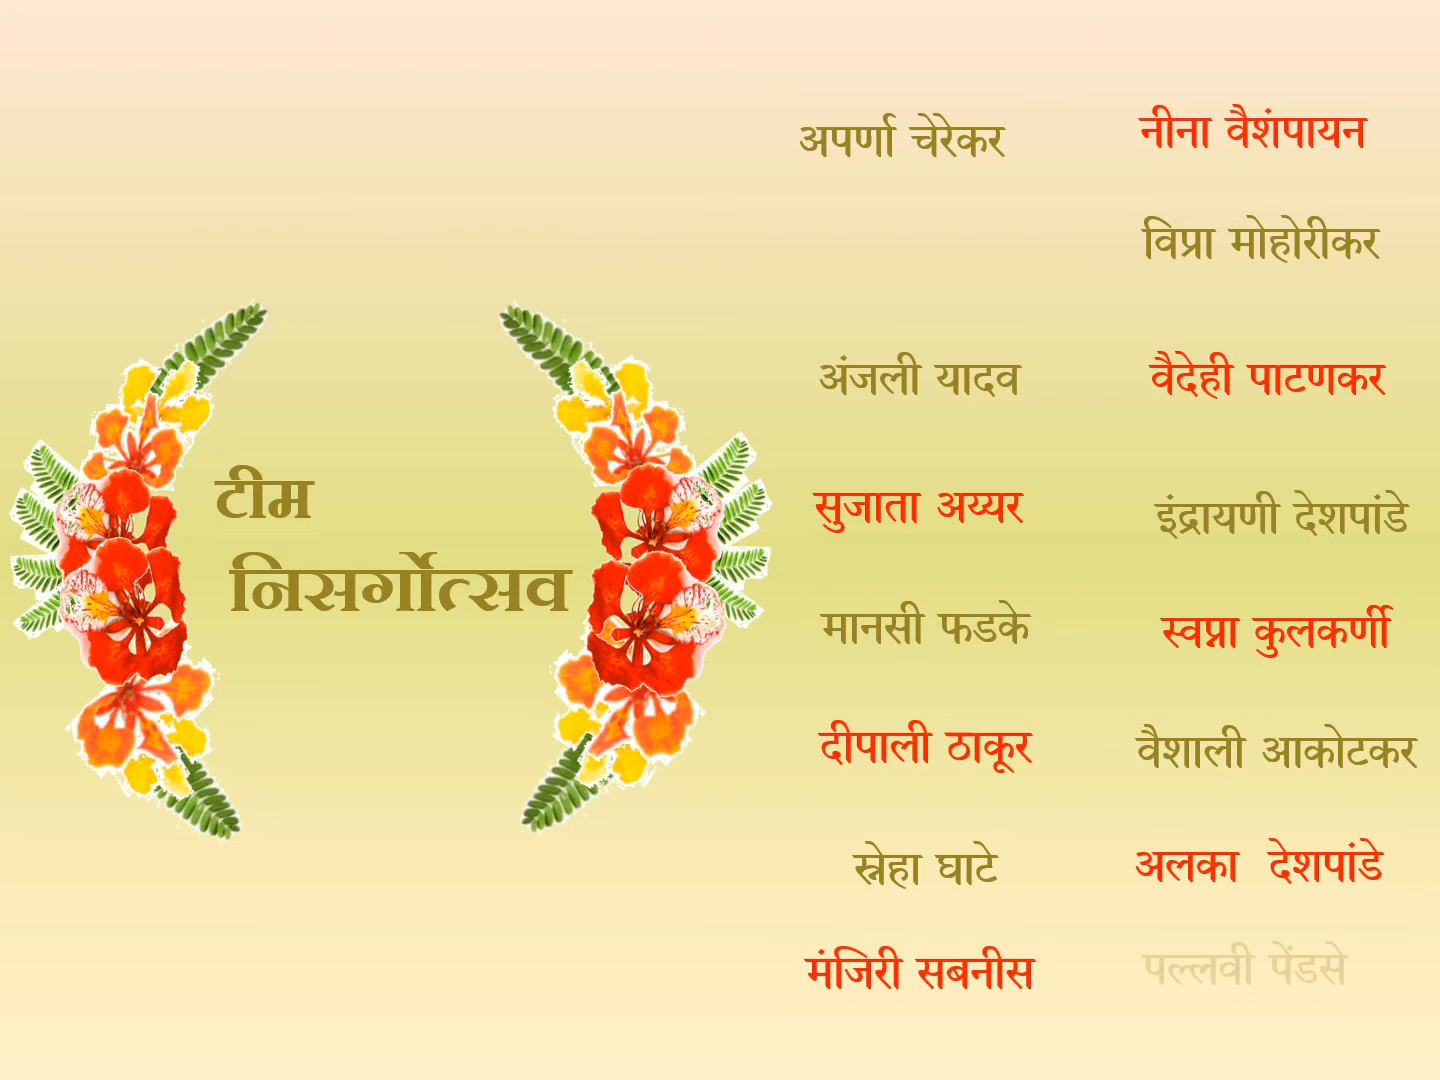 टीम
निसर्गोत्सव
अपर्णा चेरेकर
नीना वैशंपायन
विप्रा मोहोरीकर
अंजली यादव
वैदेही पाटणकर
सुजाता अय्यर
इंद्रायणी देशपांडे
मानसी फडके
स्वप्ना कुलकर्णी
दीपाली ठाकूर
वैशाली आकोटकर
स्नेहा घाटे
अलका देशपांडे
मंजिरी सबनीस
पल्लवी पेंडसे